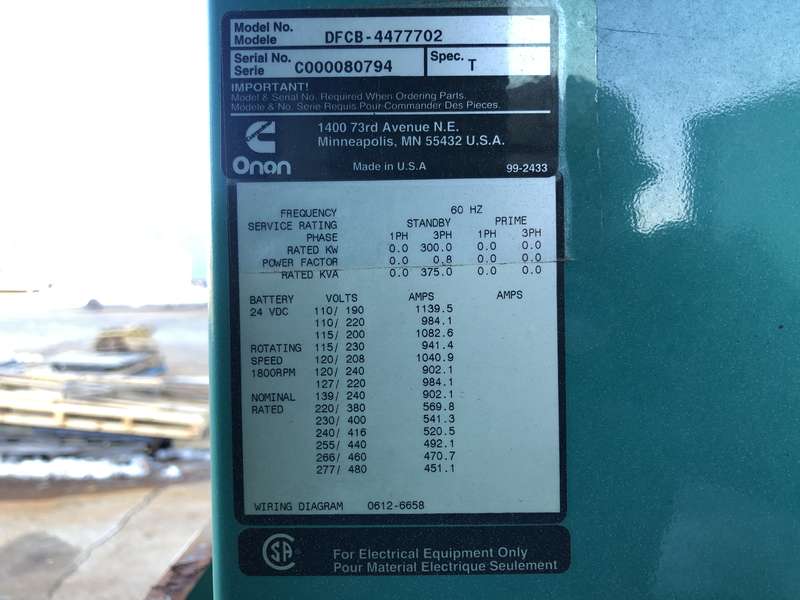 Model No. DFCB-4477702
Modele
Serial No. C000080794 Spec. T
Serie
IMPORTANT!
Model & Serial No. Required When Ordering Parts.
Modele & No. Serie Requis Pour Commander Des Pieces.
Onan
1400 73rd Avenue N.E.
Minneapolis, MN 55432 U.S.A.
Made in U.S.A 99-2433
FREQUENCY 60 HZ
SERVICE RATING STANDBY PRIME
PHASE 1PH 3PH 1PH 3PH
RATED KW 0.0 300.0 0.0 0.0
POWER FACTOR 0.0 0.8 0.0 0.0
RATED KVA 0.0 375.0 0.0 0.0
BATTERY VOLTS AMPS AMPS
24 VDC 110/ 190 1139.5
110/ 220 984.1
115/ 200 1082.6
ROTATING 115/ 230 941.4
SPEED 120/ 208 1040.9
1800RPM 120/ 240 902.1
127/ 220 984.1
NOMINAL 139/ 240 902.1
RATED 220/ 380 569.8
230/ 400 541.3
240/ 416 520.5
255/ 440 492.1
266/ 460 470.7
277/ 480 451.1
WIRING DIAGRAM 0612-6658
CSA
For Electrical Equipment Only
Pour Material Electrique Seulement